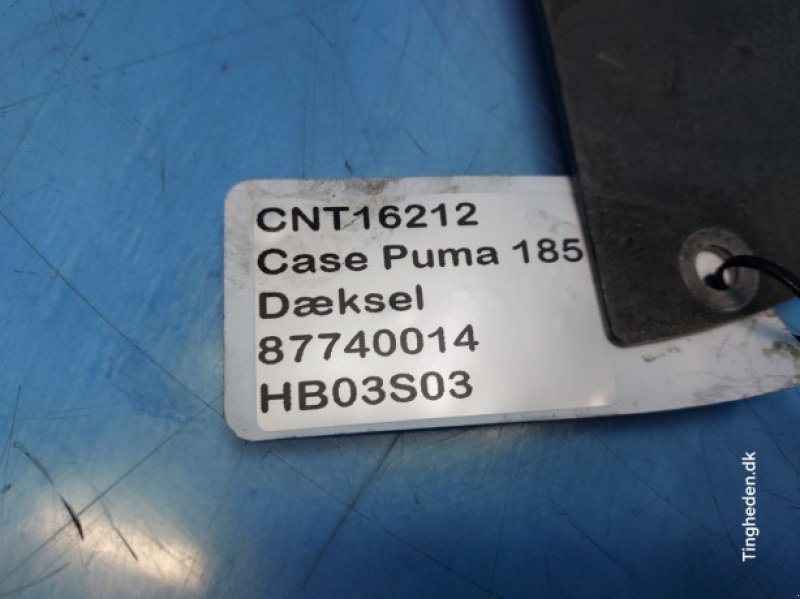 CNT16212
Case Puma 185
Dæksel
87740014
HB03S03
Tingheden.dk